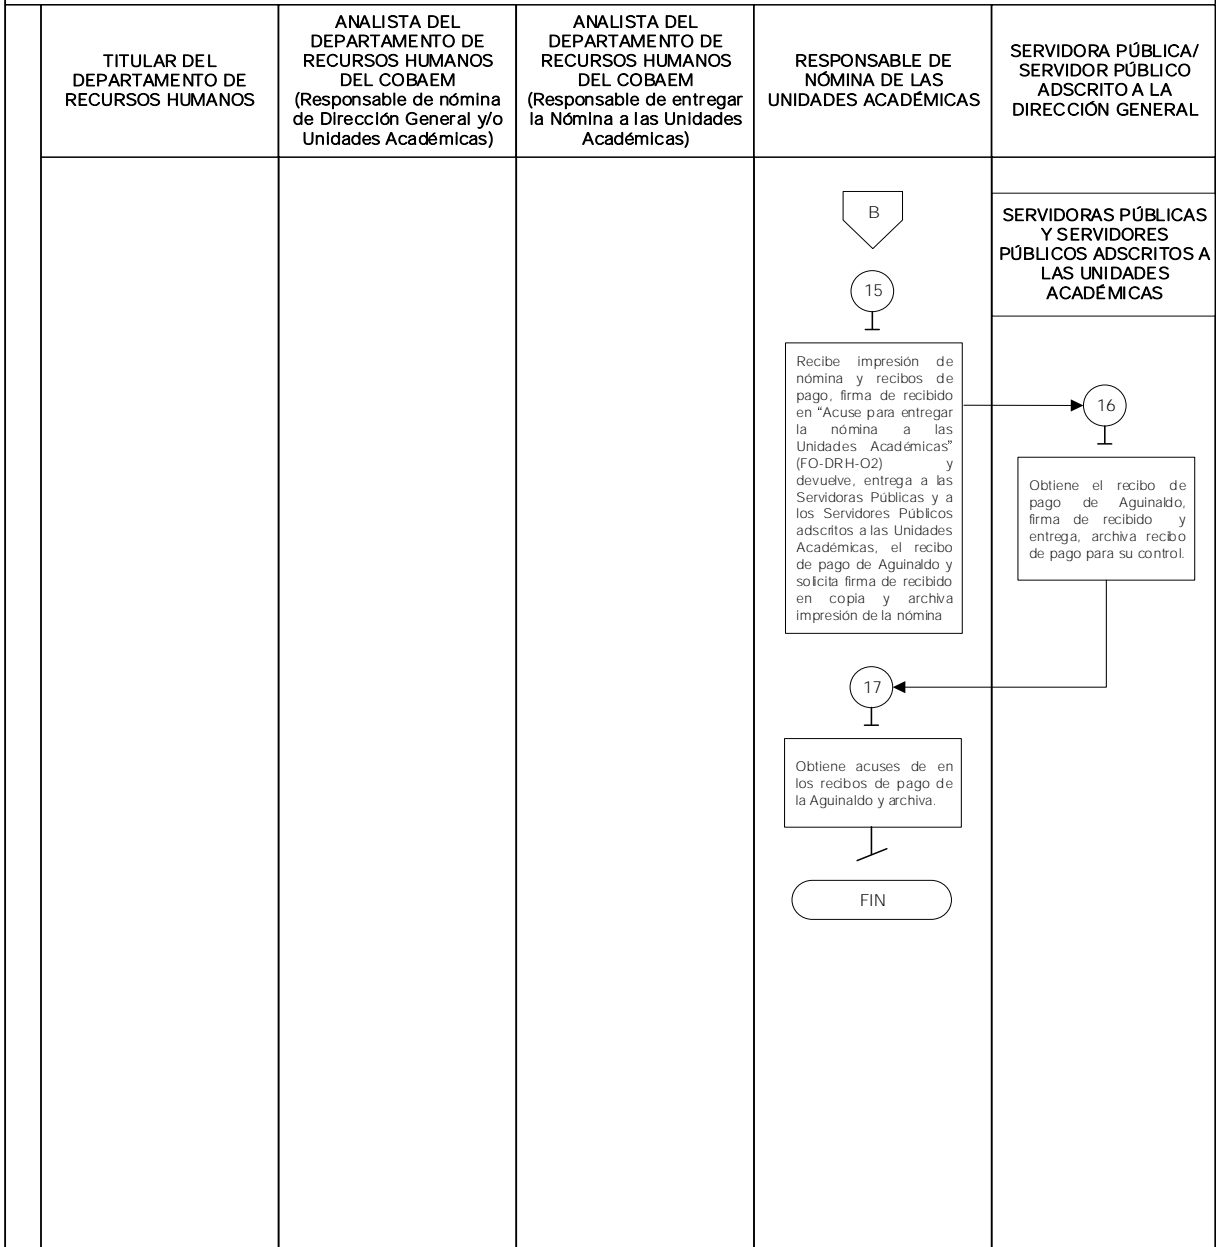 TITULAR DEL
DEPARTAMENTO DE
RECURSOS HUMANOS
ANALISTA DEL
DEPARTAMENTO DE
RECURSOS HUMANOS
DEL COBAEM
(Responsable de nómina
de Dirección General y/o
Unidades Académicas)
ANALISTA DEL
DEPARTAMENTO DE
RECURSOS HUMANOS
DEL COBAEM
(Responsable de entregar
la Nómina a las Unidades
Académicas)
RESPONSABLE DE
NÓMINA DE LAS
UNIDADES ACADÉMICAS
SERVIDORA PÚBLICA/
SERVIDOR PÚBLICO
ADSCRITO A LA
DIRECCIÓN GENERAL
B
SERVIDORAS PÚBLICAS
Y SERVIDORES
PÚBLICOS ADSCRITOS A
LAS UNIDADES
ACADÉMICAS
15
Recibe impresión de
nómina y recibos de
pago, firma de recibido
en “Acuse para entregar
la nómina a las
Unidades Académicas”
(FO-DRH-O2) y
devuelve, entrega a las
Servidoras Públicas y a
los Servidores Públicos
adscritos a las Unidades
Académicas, el recibo
de pago de Aguinaldo y
solicita firma de recibido
en copia y archiva
impresión de la nómina
16
Obtiene el recibo de
pago de Aguinaldo,
firma de recibido y
entrega, archiva recibo
de pago para su control.
17
Obtiene acuses de en
los recibos de pago de
la Aguinaldo y archiva.
FIN